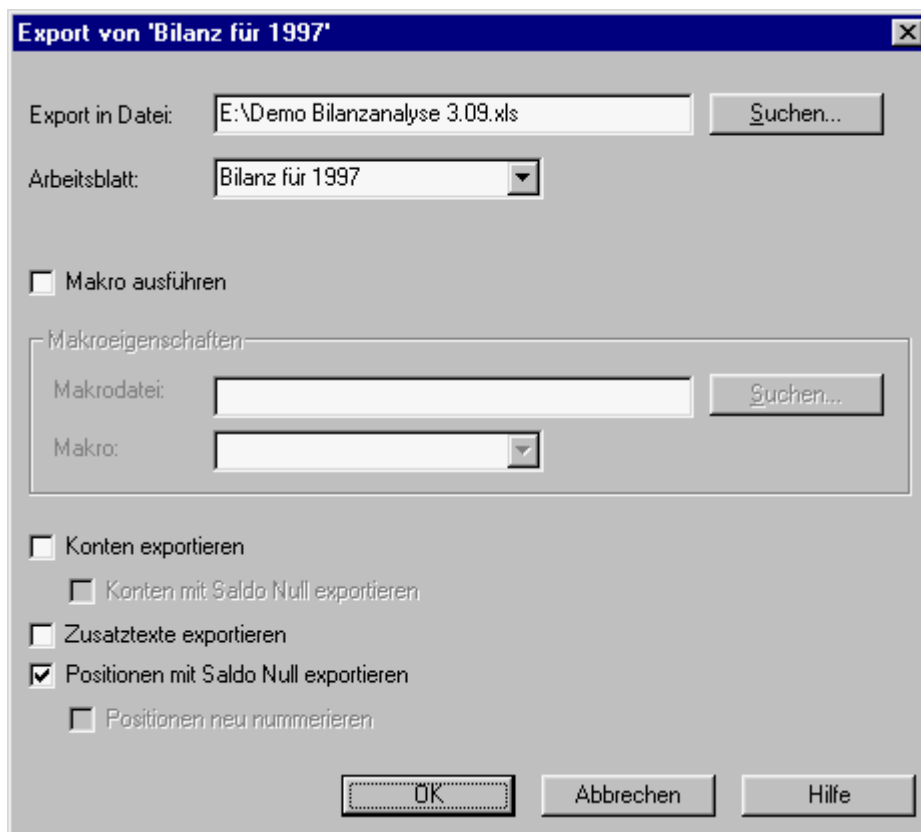 Export von 'Bilanz für 1997'
Export in Datei: E:\Demo Bilanzanalyse 3.09.xls Suchen...
Arbeitsblatt: Bilanz für 1997
Makro ausführen
Makroeigenschaften
Makrodatei: Suchen...
Makro:
Konten exportieren
Konten mit Saldo Null exportieren
Zusatztexte exportieren
Positionen mit Saldo Null exportieren
Positionen neu nummerieren
OK Abbrechen Hilfe